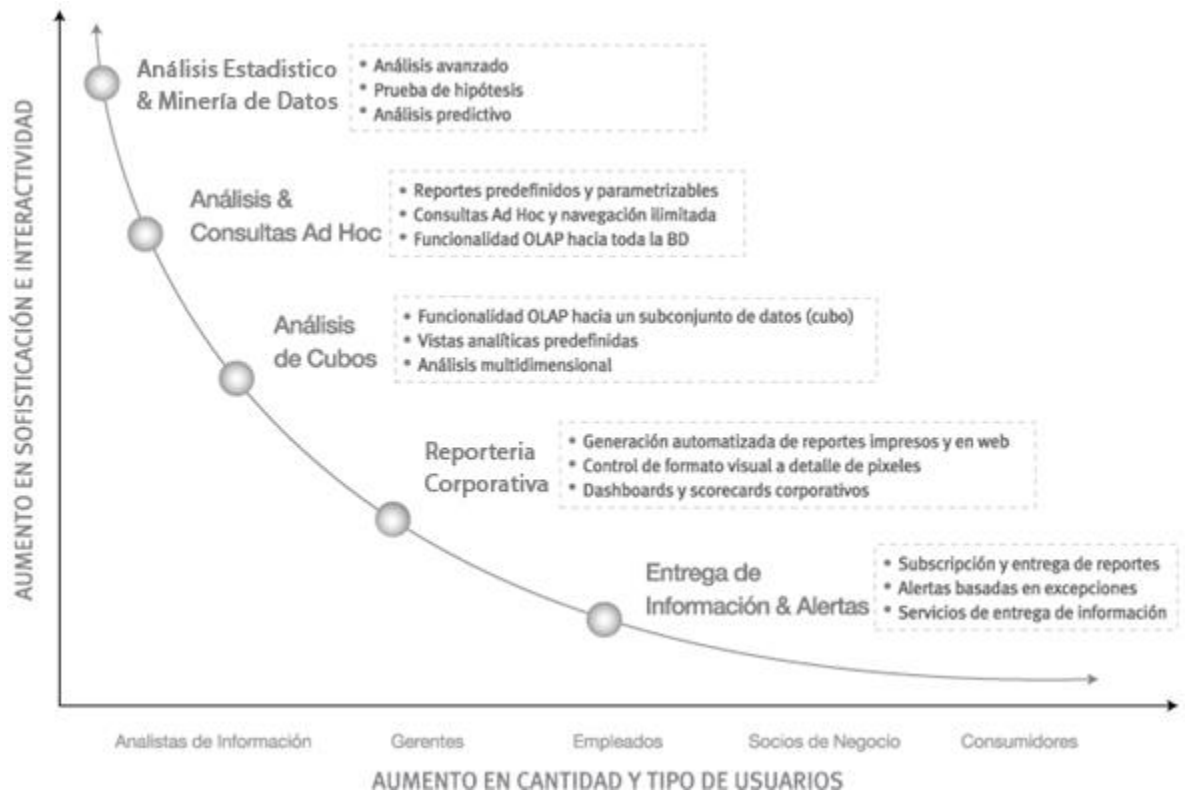 AUMENTO EN SOFISTICACIÓN E INTERACTIVIDAD
Análisis Estadistico
& Minería de Datos
• Análisis avanzado
• Prueba de hipótesis
• Análisis predictivo
Análisis &
Consultas Ad Hoc
• Reportes predefinidos y parametrizables
• Consultas Ad Hoc y navegación ilimitada
• Funcionalidad OLAP hacia toda la BD
Análisis
de Cubos
• Funcionalidad OLAP hacia un subconjunto de datos (cubo)
• Vistas analíticas predefinidas
• Análisis multidimensional
Reporteria
Corporativa
• Generación automatizada de reportes impresos y en web
• Control de formato visual a detalle de pixeles
• Dashboards y scorecards corporativos
Entrega de
Información & Alertas
• Subscripción y entrega de reportes
• Alertas basadas en excepciones
• Servicios de entrega de información
Analistas de Información Gerentes Empleados Socios de Negocio Consumidores
AUMENTO EN CANTIDAD Y TIPO DE USUARIOS